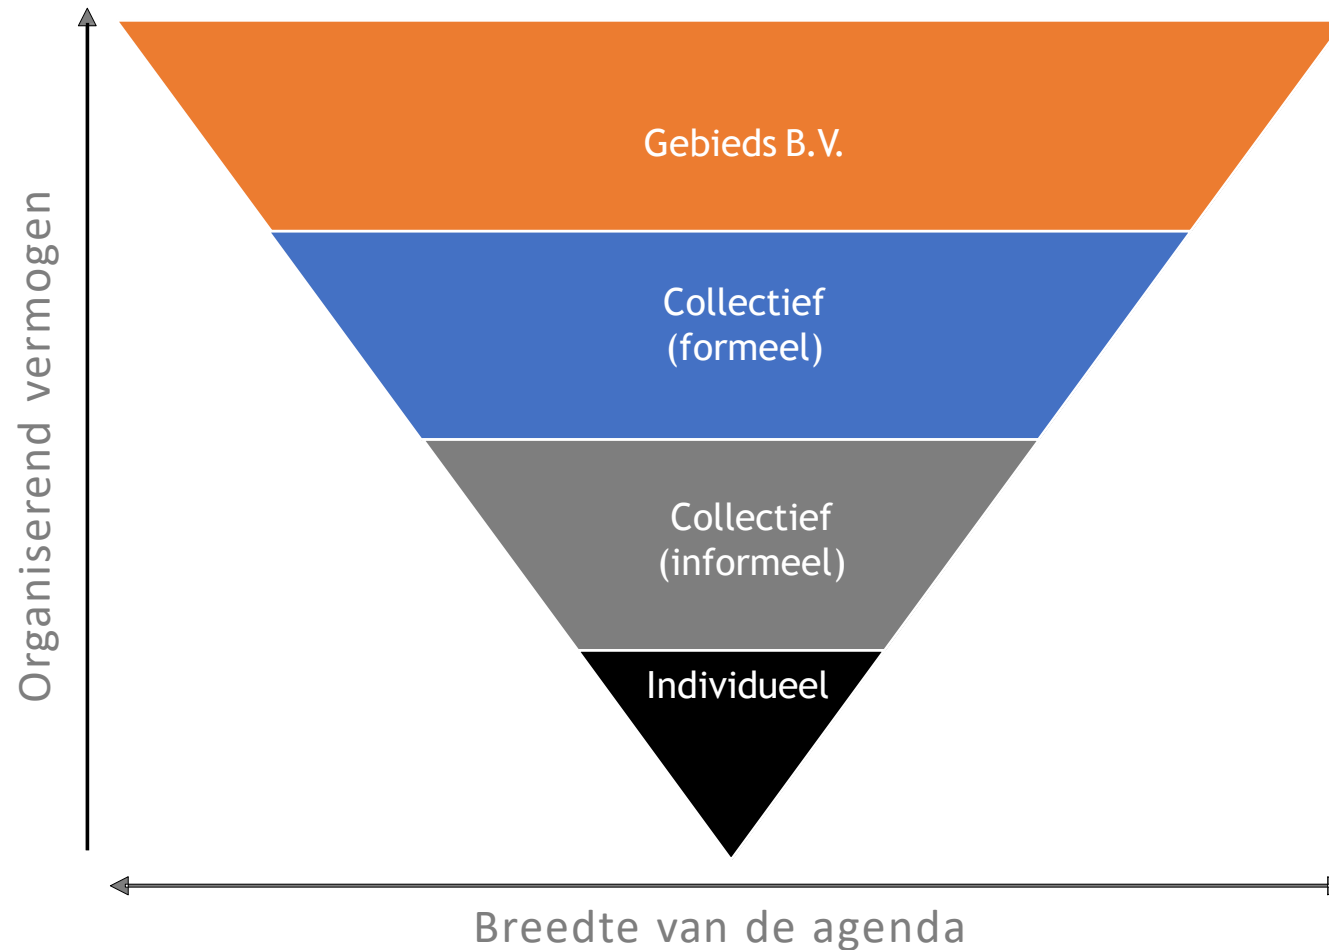 Organiserend vermogen
Gebieds B.V.
Collectief
(formeel)
Collectief
(informeel)
Individueel
Breedte van de agenda